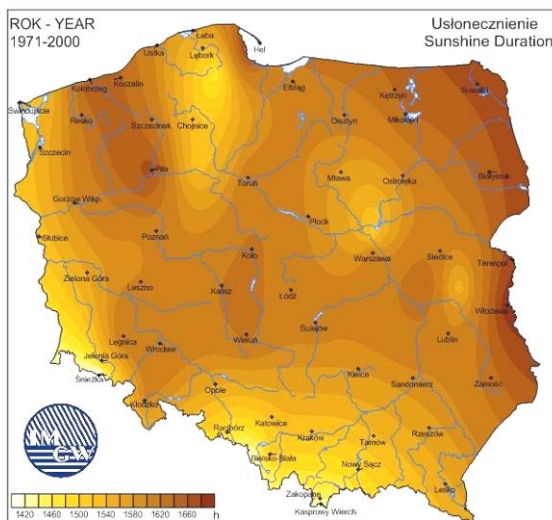 ROK - YEAR
1971-2000
Usłonecznienie
Sunshine Duration
Łeba
Hel
Ustka
Lębork
Koszalin
Kołobrzeg
Elbląg
Kętrzyn
Suwałki
Świnoujście
Resko
Szczecinek
Chojnice
Olsztyn
Mikołajki
Szczecin
Piła
Toruń
Mława
Ostrołęka
Białystok
Gorzów Wlkp.
Płock
Słubice
Poznań
Koło
Warszawa
Siedlce
Terespol
Zielona Góra
Leszno
Kalisz
Łódź
Włodawa
Legnica
Wrocław
Wieluń
Sulejów
Lublin
Jelenia Góra
Śnieżka
Opole
Kielce
Sandomierz
Zamość
Kłodzko
Racibórz
Katowice
Kraków
Tarnów
Rzeszów
Bielsko-Biała
Nowy Sącz
Lesko
Zakopane
Kasprowy Wierch
IM
GW
1420 1460 1500 1540 1580 1620 1660 h